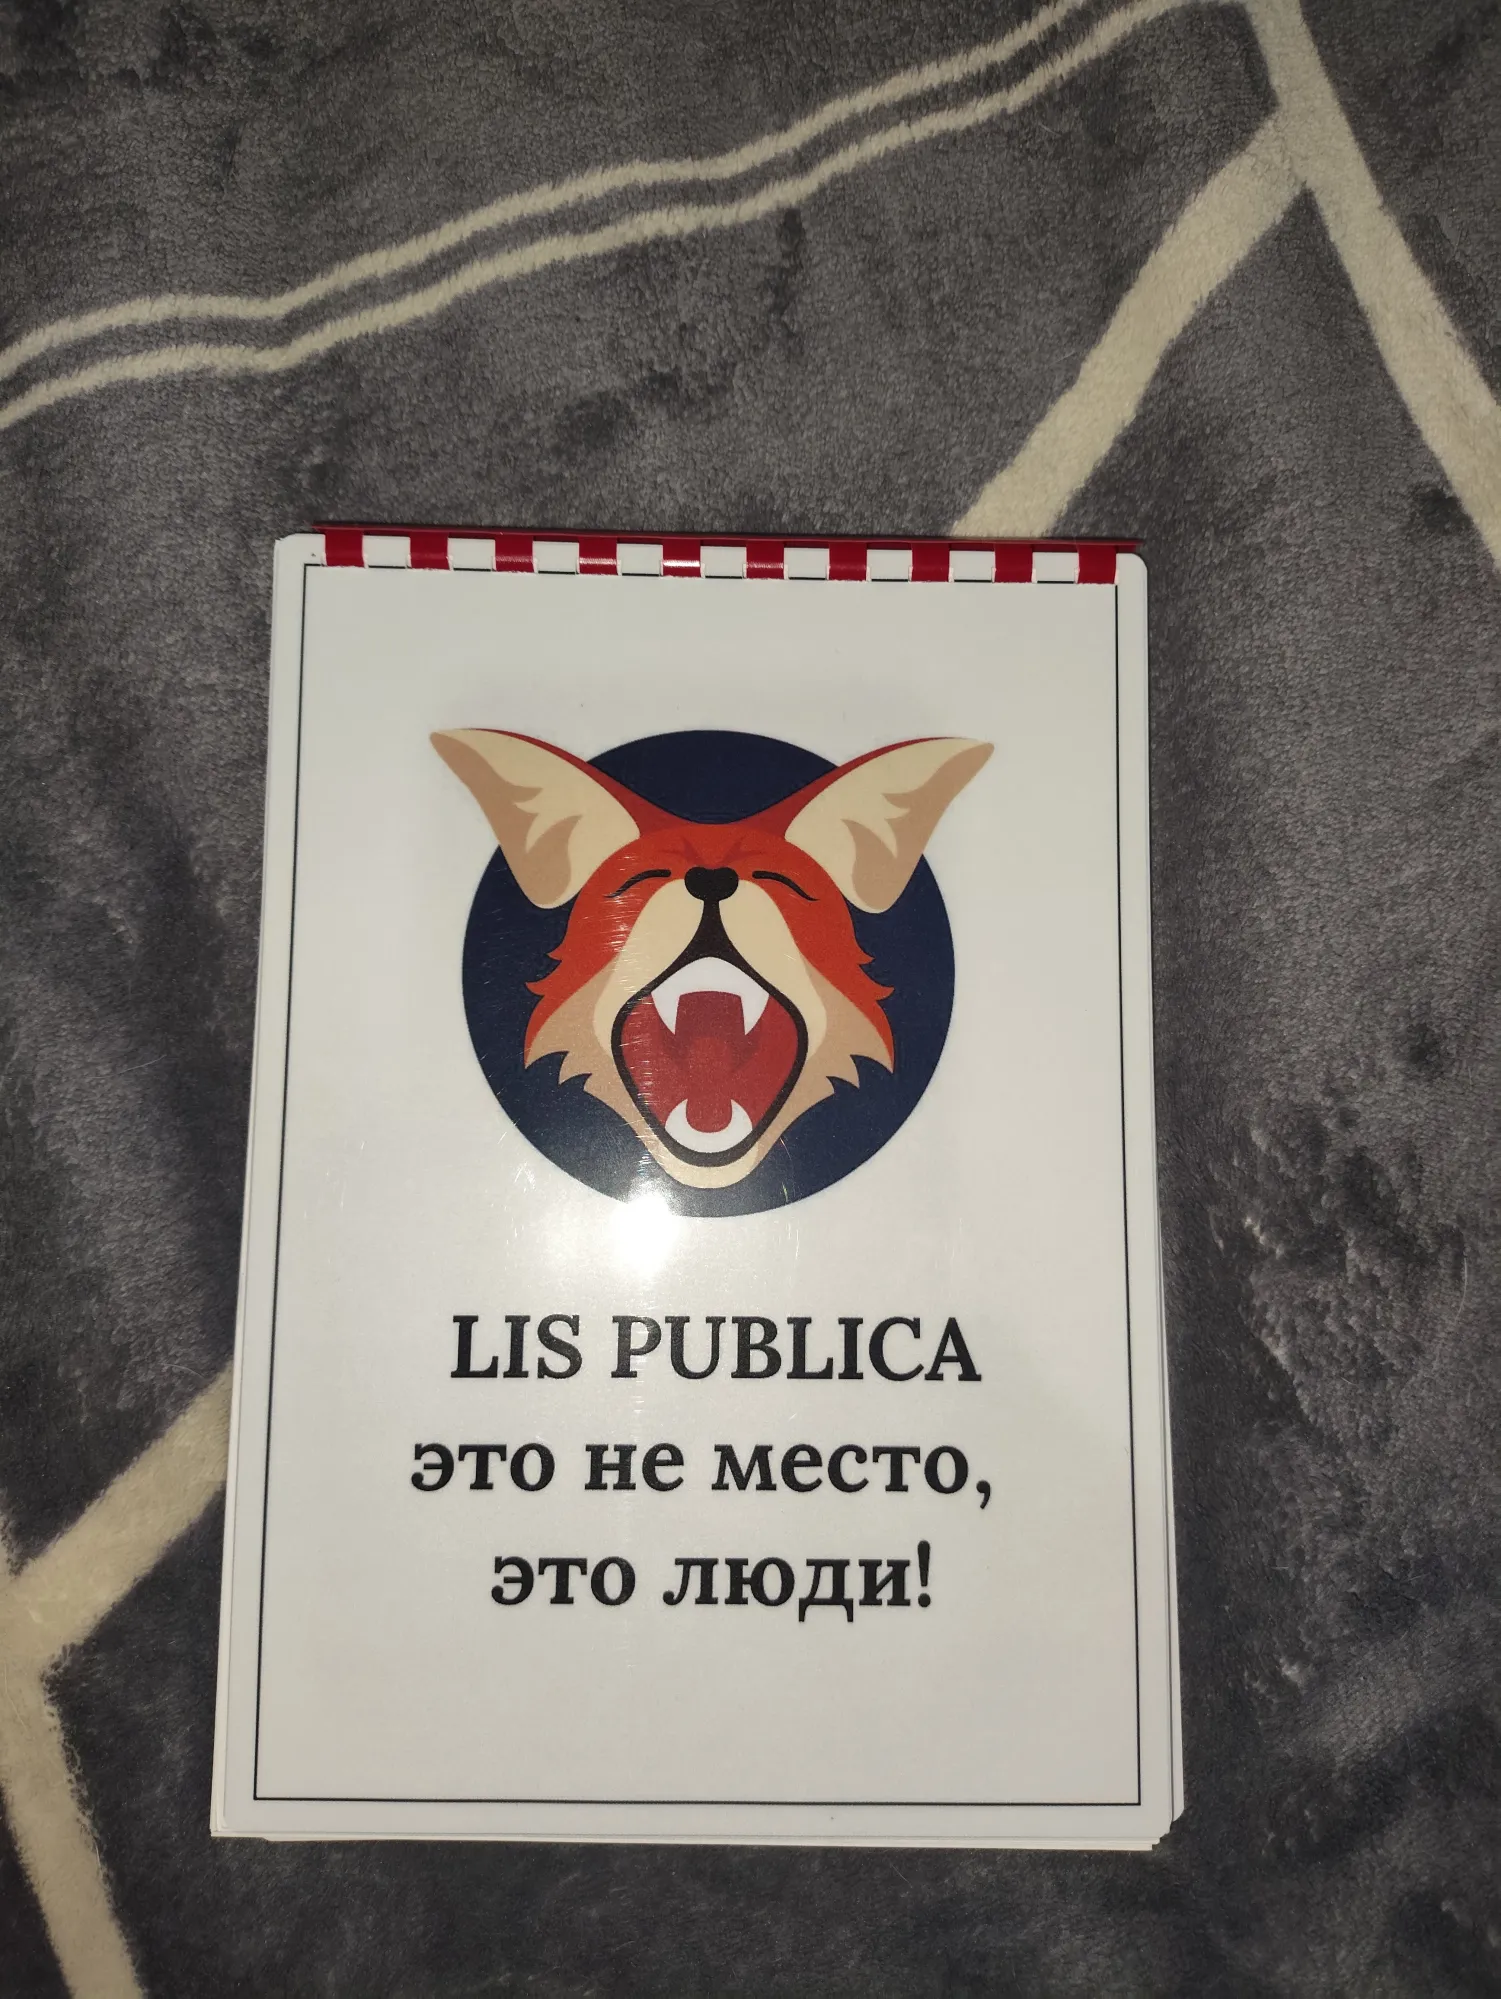 LIS PUBLICA
это не место,
это люди!